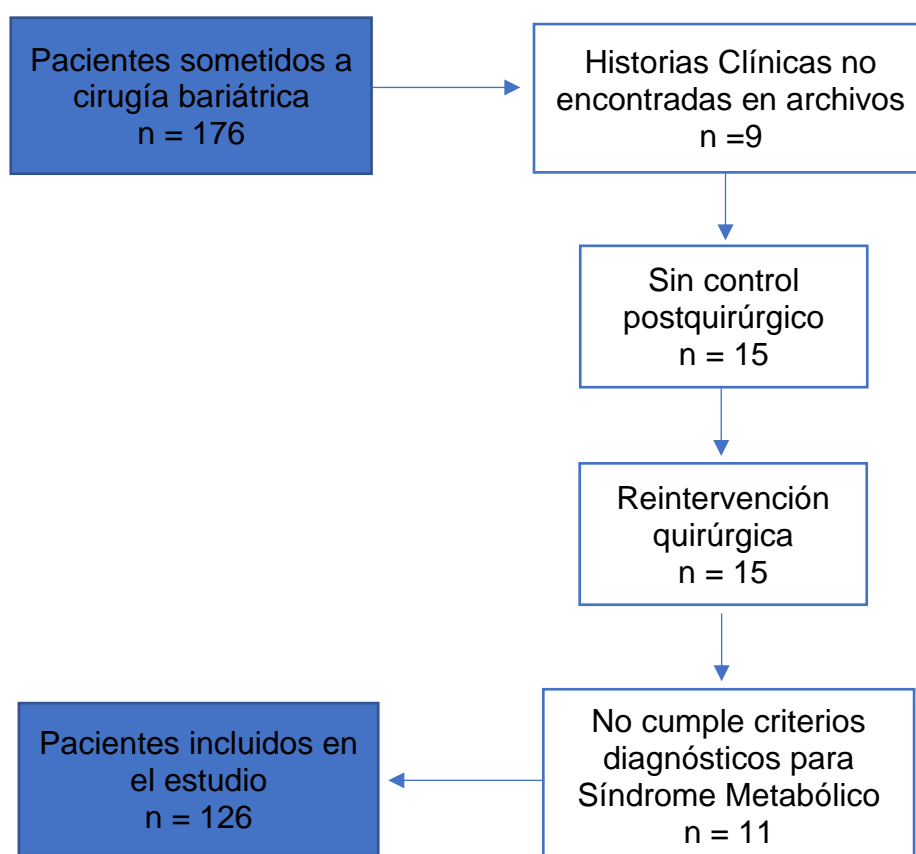 Pacientes sometidos a
cirugía bariátrica
n = 176
Historias Clínicas no
encontradas en archivos
n =9
Sin control
postquirúrgico
n = 15
Reintervención
quirúrgica
n = 15
No cumple criterios
diagnósticos para
Síndrome Metabólico
n = 11
Pacientes incluidos en
el estudio
n = 126